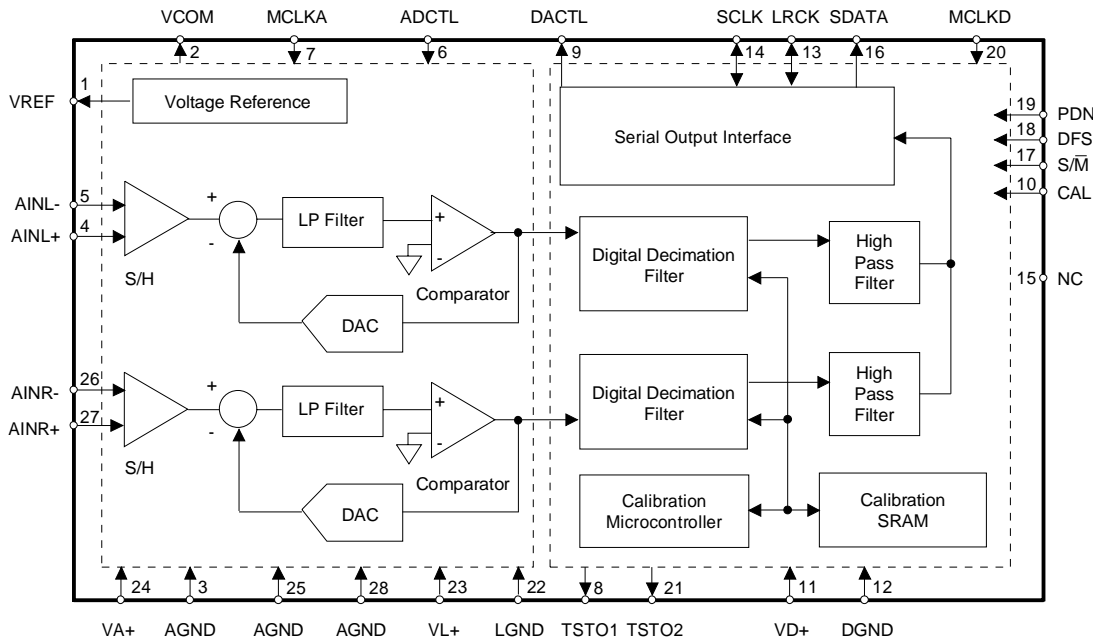 VCOM MCLKA ADCTL DACTL SCLK LRCK SDATA MCLKD
2 7 6 9 14 13 16 20
1
VREF
Voltage Reference
Serial Output Interface
19 PDN
18 DFS
17 S/M̅
10 CAL
15 NC
AINL- 5
AINL+ 4
S/H
+
-
LP Filter
+
-
Comparator
DAC
Digital Decimation
Filter
High
Pass
Filter
AINR- 26
AINR+ 27
S/H
+
-
LP Filter
+
-
Comparator
DAC
Digital Decimation
Filter
High
Pass
Filter
Calibration
Microcontroller
Calibration
SRAM
24 3 25 28 23 22 8 21 11 12
VA+ AGND AGND AGND VL+ LGND TSTO1 TSTO2 VD+ DGND